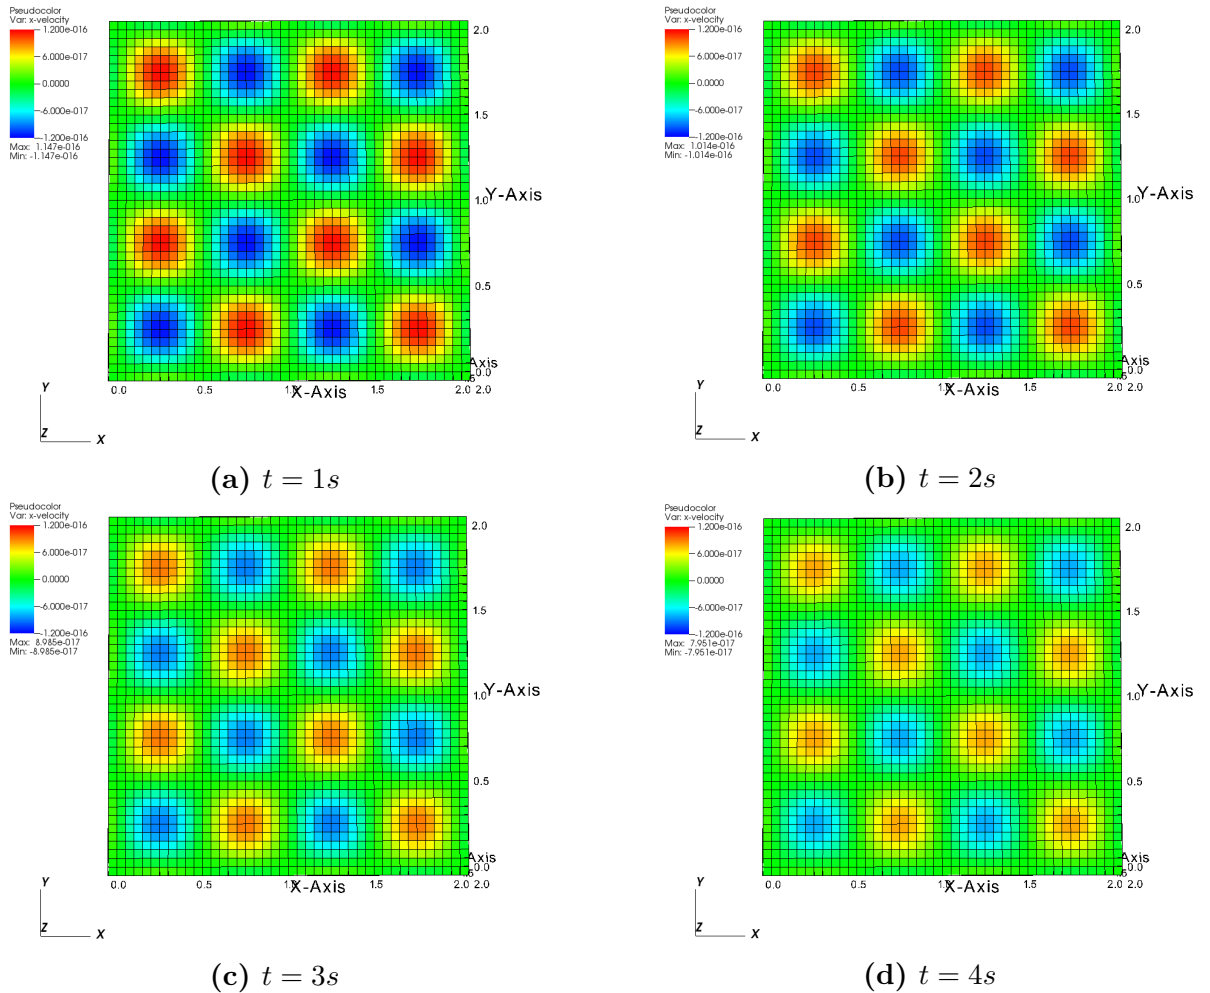 Pseudocolor
Var: x-velocity
1.200e-016
6.000e-017
0.0000
-6.000e-017
-1.200e-016
Max: 1.147e-016
Min: -1.147e-016
2.0
1.5
1.0
Y-Axis
0.5
Axis
0.0
0.0 0.5 1.5 2.0 2.0
X-Axis
Y
Z X
(a) t = 1s
Pseudocolor
Var: x-velocity
1.200e-016
6.000e-017
0.0000
-6.000e-017
-1.200e-016
Max: 1.014e-016
Min: -1.014e-016
2.0
1.5
1.0
Y-Axis
0.5
Axis
0.0
0.0 0.5 1.5 2.0
X-Axis
Y
Z X
(b) t = 2s
Pseudocolor
Var: x-velocity
1.200e-016
6.000e-017
0.0000
-6.000e-017
-1.200e-016
Max: 8.985e-017
Min: -8.985e-017
2.0
1.5
1.0
Y-Axis
0.5
Axis
0.0
0.0 0.5 1.5 2.0 2.0
X-Axis
Y
Z X
(c) t = 3s
Pseudocolor
Var: x-velocity
1.200e-016
6.000e-017
0.0000
-6.000e-017
-1.200e-016
Max: 7.951e-017
Min: -7.951e-017
2.0
1.5
1.0
Y-Axis
0.5
Axis
0.0
0.0 0.5 1.5 2.0
X-Axis
Y
Z X
(d) t = 4s